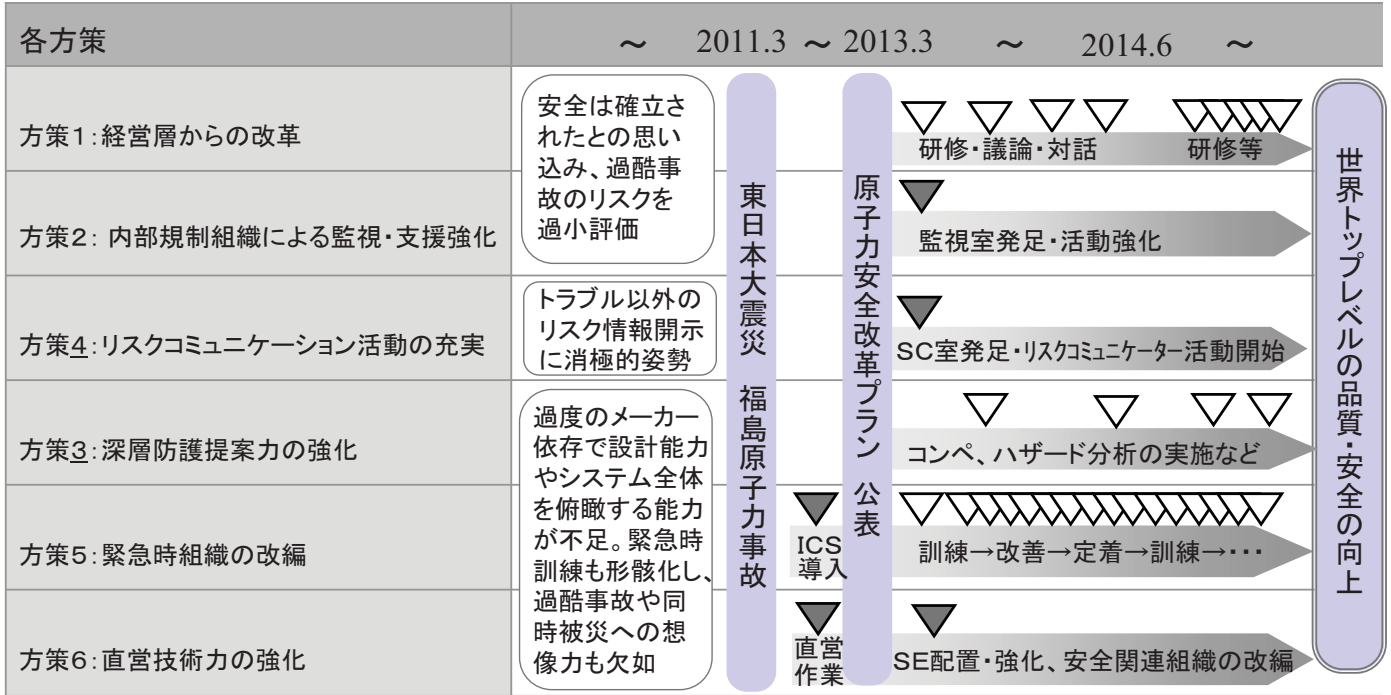 各方策
～ 2011.3 ～ 2013.3 ～ 2014.6 ～
方策1：経営層からの改革
安全は確立さ
れたとの思い
込み、過酷事
故のリスクを
過小評価
研修・議論・対話
研修等
方策2： 内部規制組織による監視・支援強化
監視室発足・活動強化
方策4：リスクコミュニケーション活動の充実
トラブル以外の
リスク情報開示
に消極的姿勢
SC室発足・リスクコミュニケーター活動開始
方策3：深層防護提案力の強化
過度のメーカー
依存で設計能力
やシステム全体
を俯瞰する能力
が不足。緊急時
訓練も形骸化し、
過酷事故や同
時被災への想
像力も欠如
コンペ、ハザード分析の実施など
方策5：緊急時組織の改編
ICS
導入
訓練→改善→定着→訓練→・・・
方策6：直営技術力の強化
直営
作業
SE配置・強化、安全関連組織の改編
東日本大震災 福島原子力事故
原子力安全改革プラン 公表
世界トップレベルの品質・安全の向上